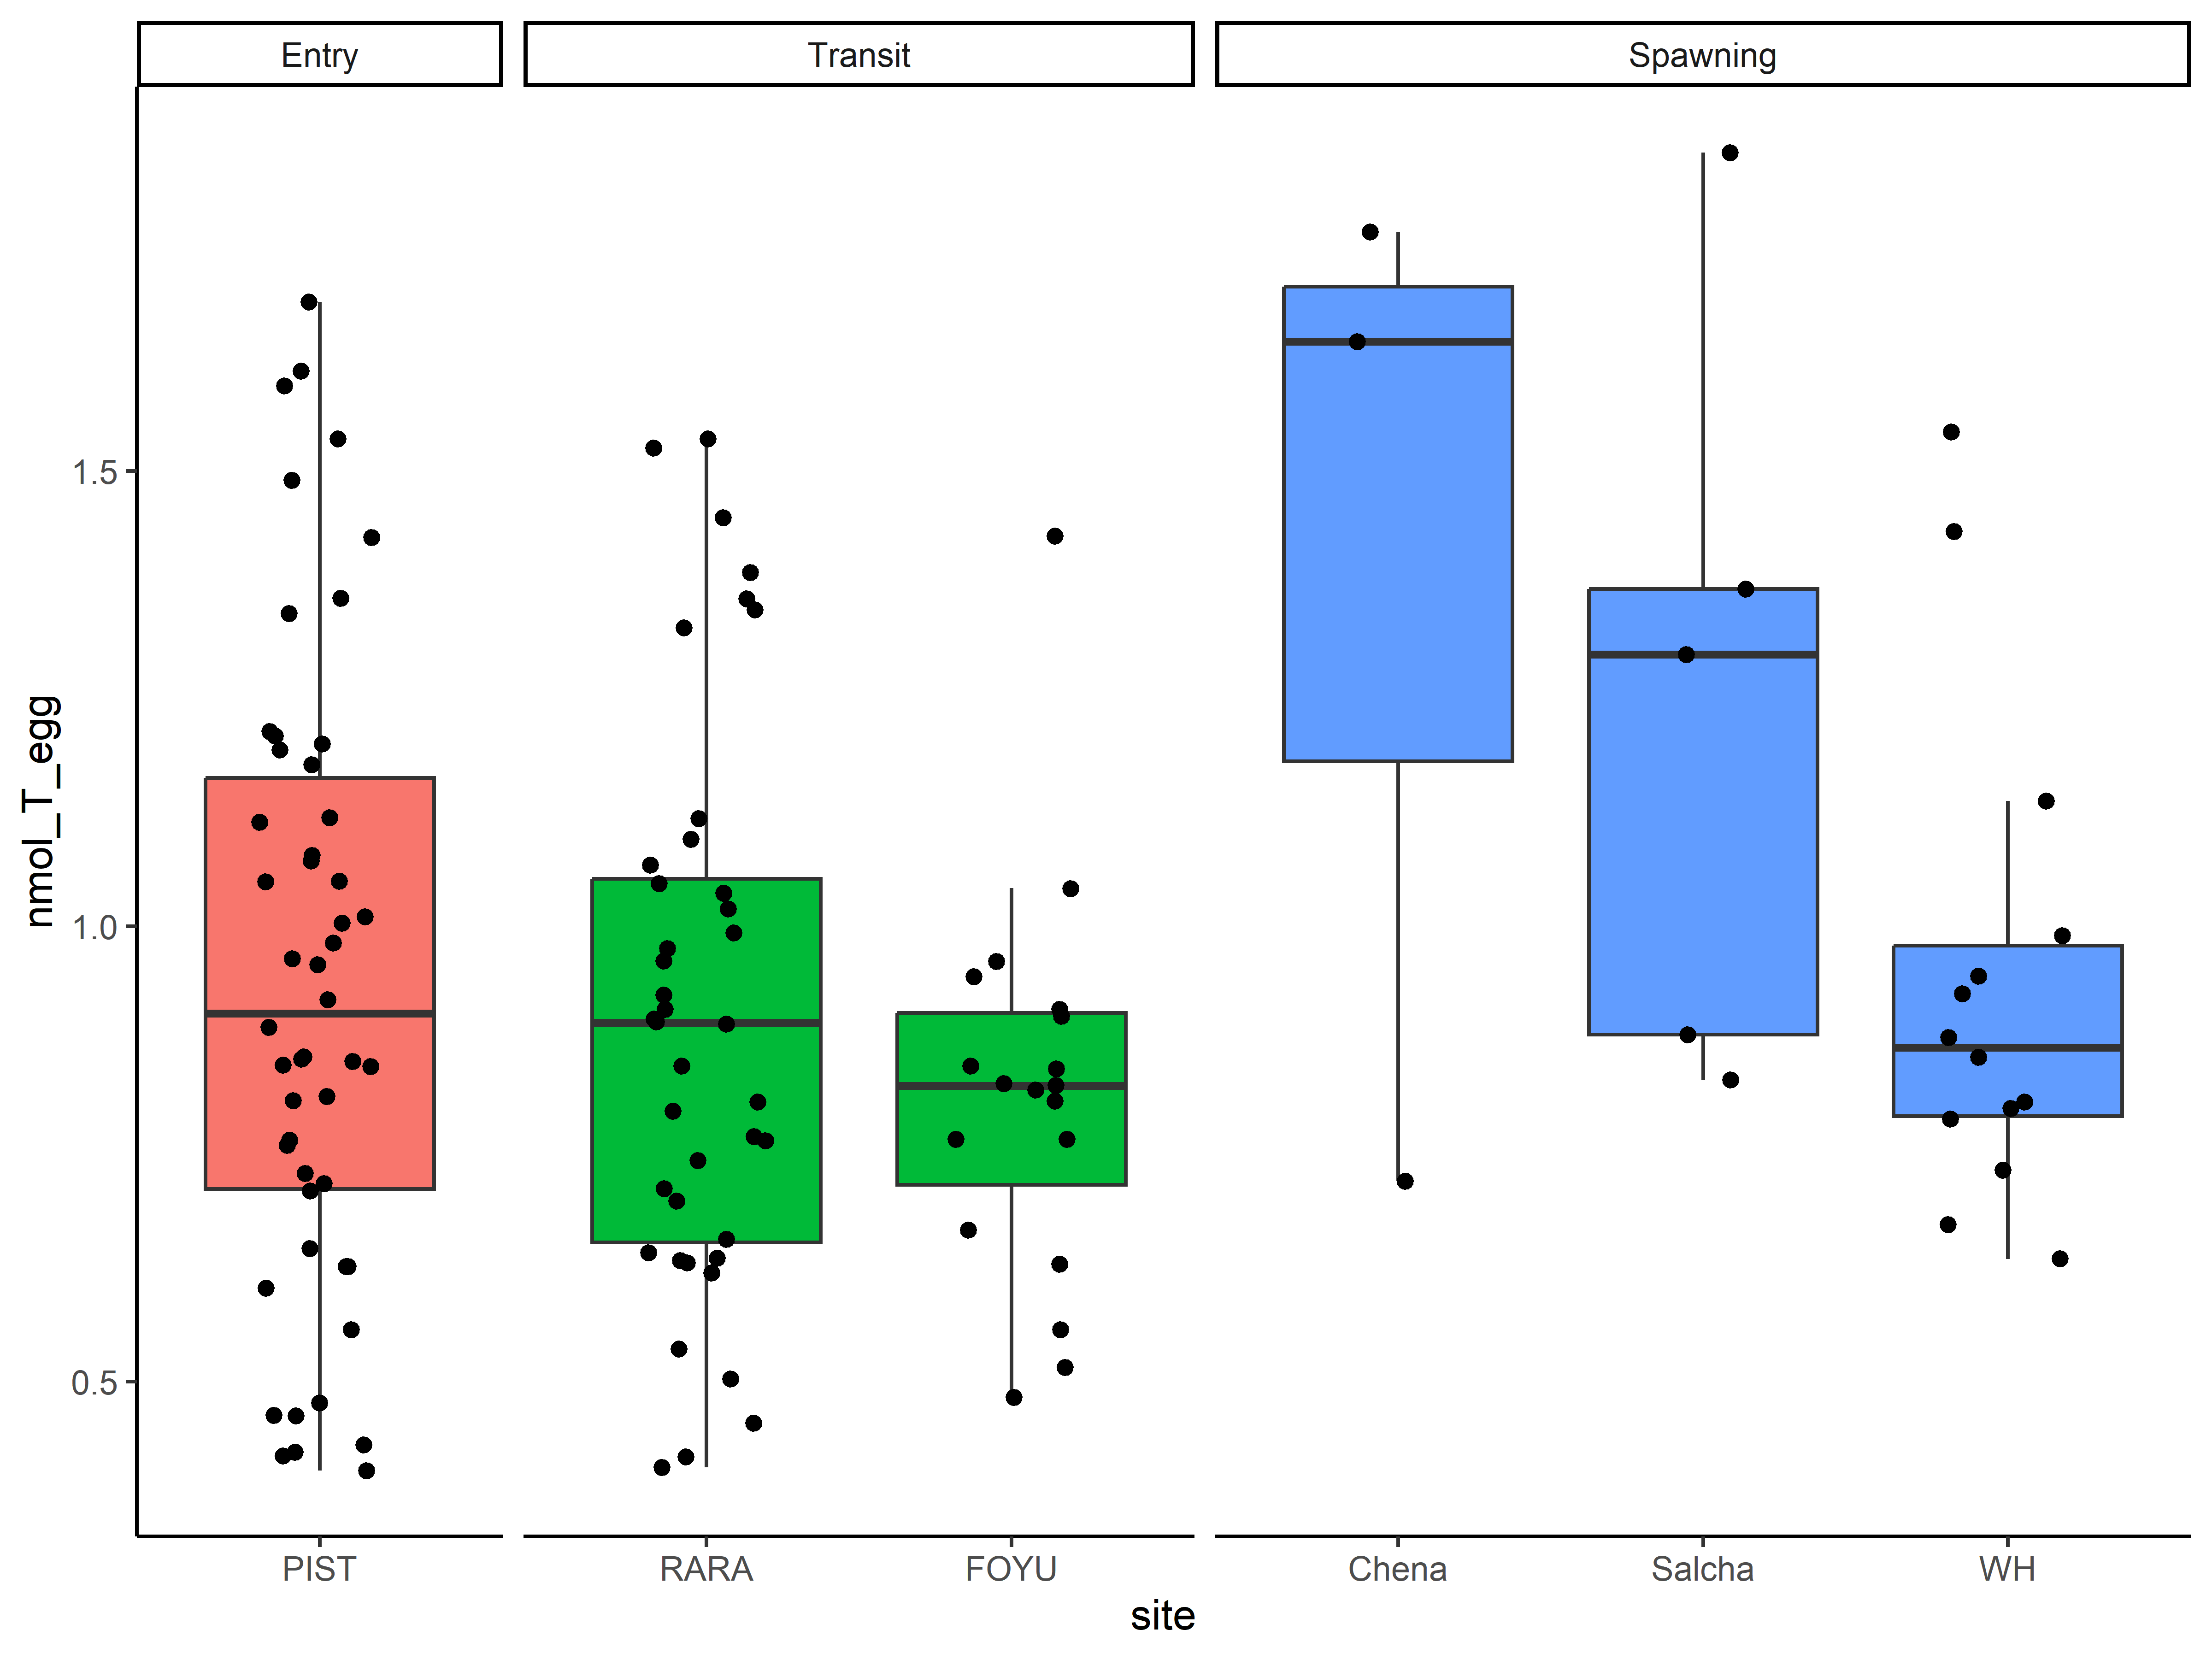 Entry
Transit
Spawning
nmol_T_egg
1.5
1.0
0.5
PIST
RARA
FOYU
Chena
Salcha
WH
site